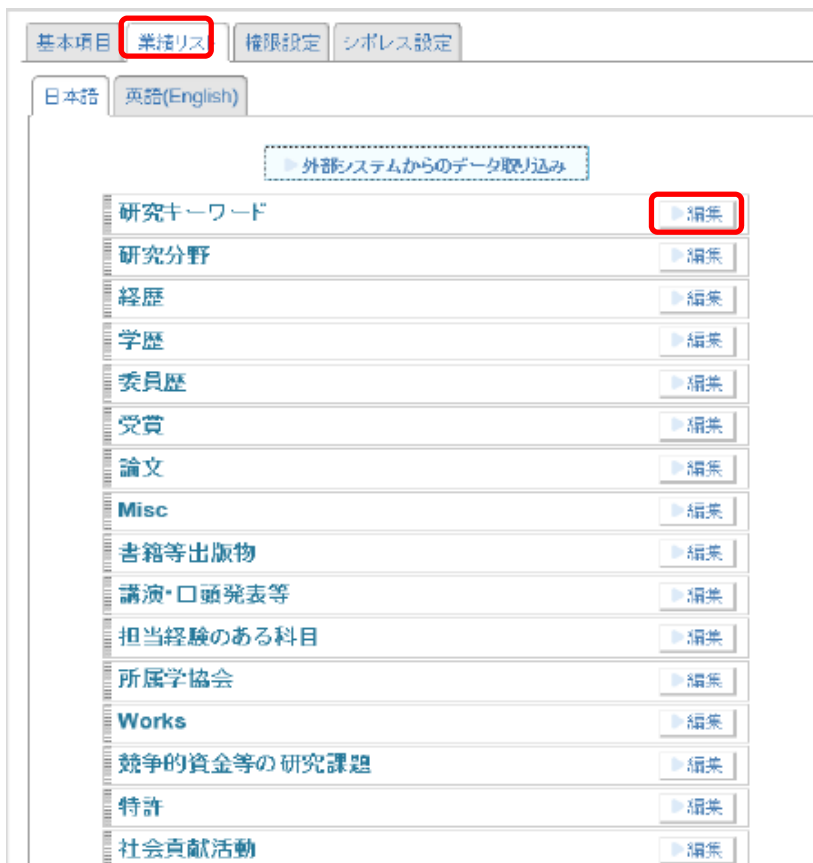 基本項目 業績リスト 権限設定 シボレス設定
日本語 英語(English)
外部システムからのデータ取り込み
研究キーワード 編集
研究分野 編集
経歴 編集
学歴 編集
委員歴 編集
受賞 編集
論文 編集
Misc 編集
書籍等出版物 編集
講演・口頭発表等 編集
担当経験のある科目 編集
所属学協会 編集
Works 編集
競争的資金等の研究課題 編集
特許 編集
社会貢献活動 編集